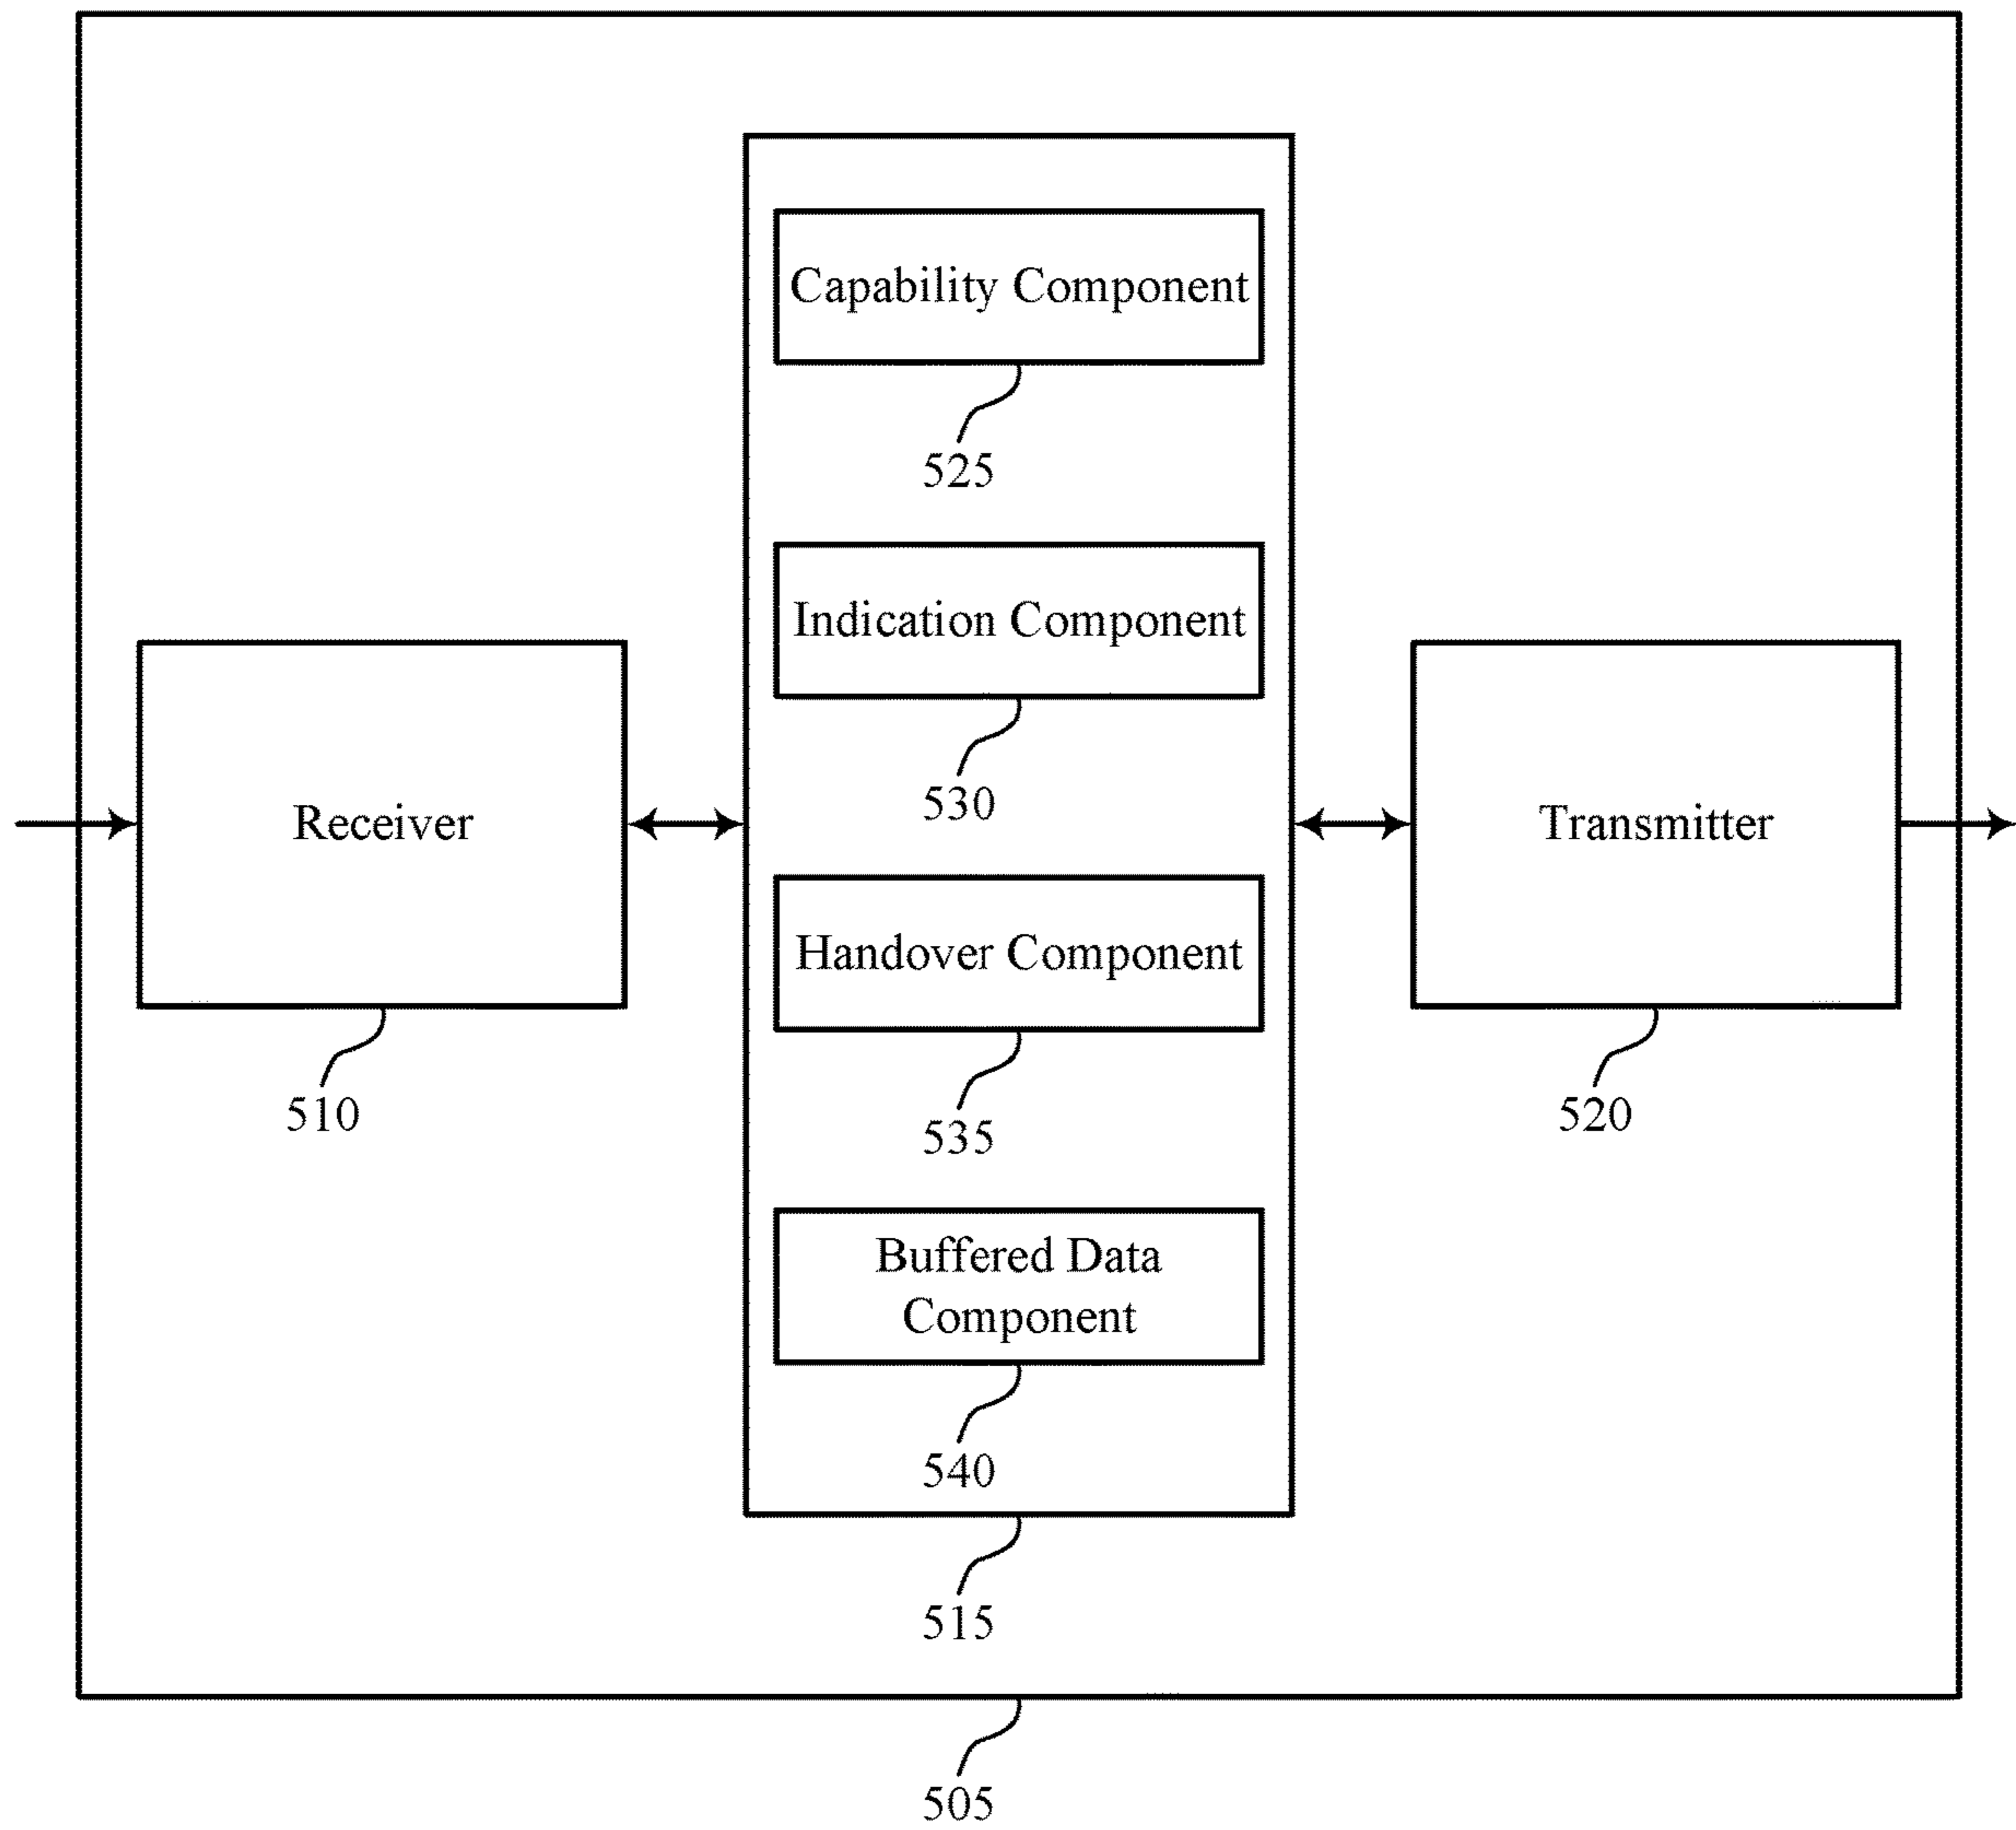 Capability Component
525
Indication Component
530
Receiver
Transmitter
Handover Component
510
535
520
Buffered Data
Component
540
515
505